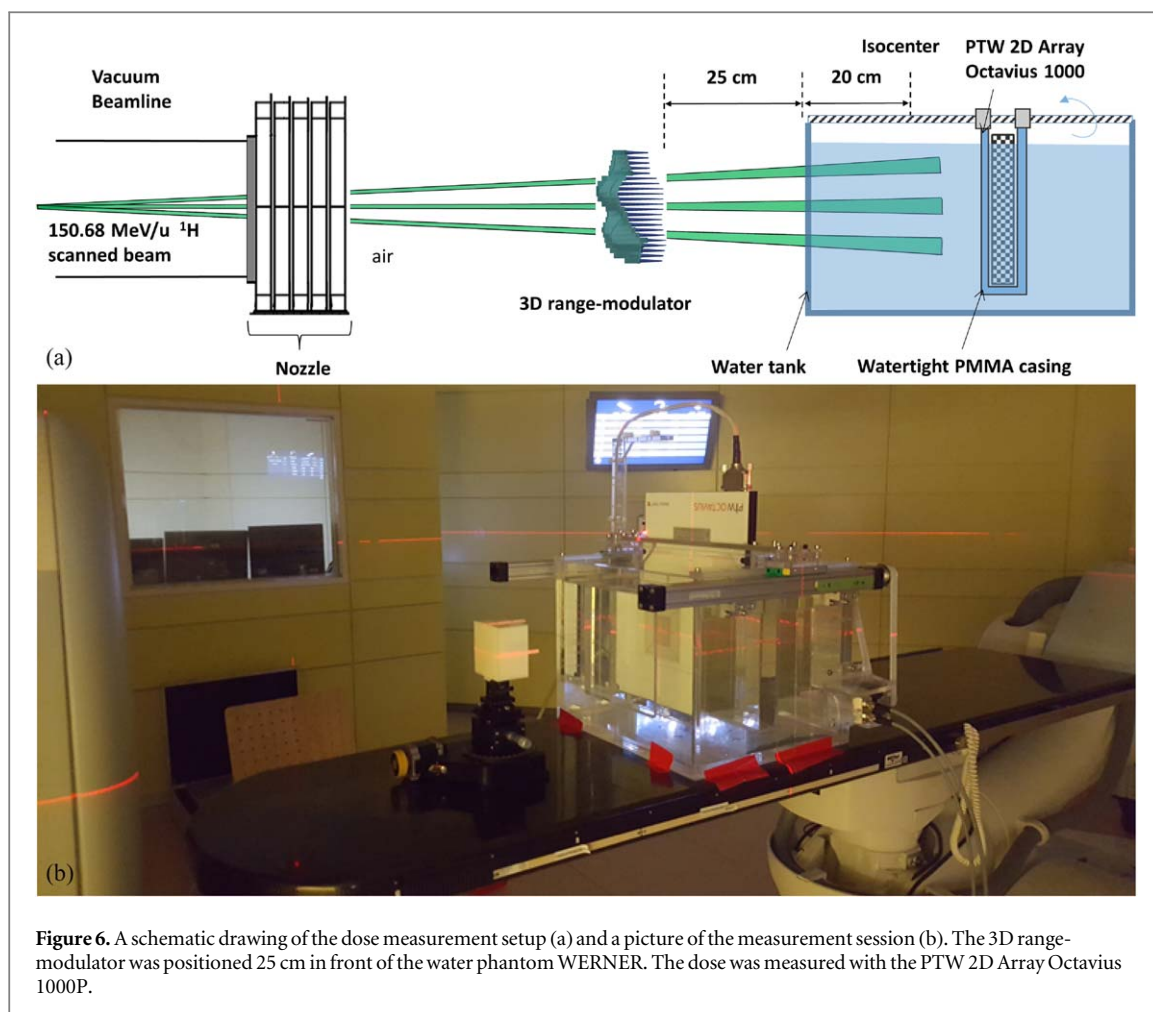 Isocenter
PTW 2D Array
Octavius 1000
Vacuum
Beamline
25 cm
20 cm
150.68 MeV/u ¹H
scanned beam
air
3D range-modulator
(a)
Nozzle
Water tank
Watertight PMMA casing
PTW OCTAVIUS
(b)
Figure 6. A schematic drawing of the dose measurement setup (a) and a picture of the measurement session (b). The 3D range-
modulator was positioned 25 cm in front of the water phantom WERNER. The dose was measured with the PTW 2D Array Octavius
1000P.